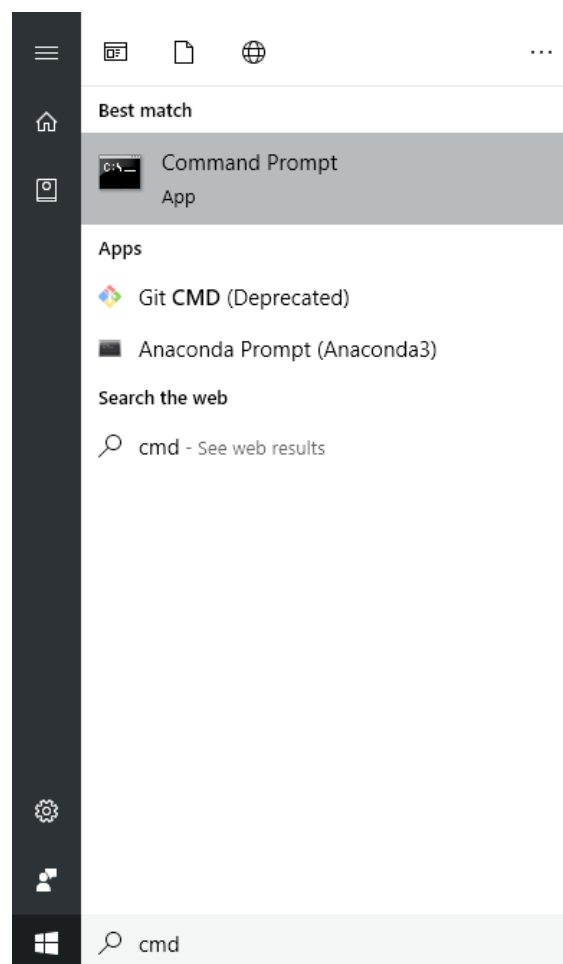 Best match
C:\_
Command Prompt
App
Apps
Git CMD (Deprecated)
Anaconda Prompt (Anaconda3)
Search the web
cmd - See web results
cmd